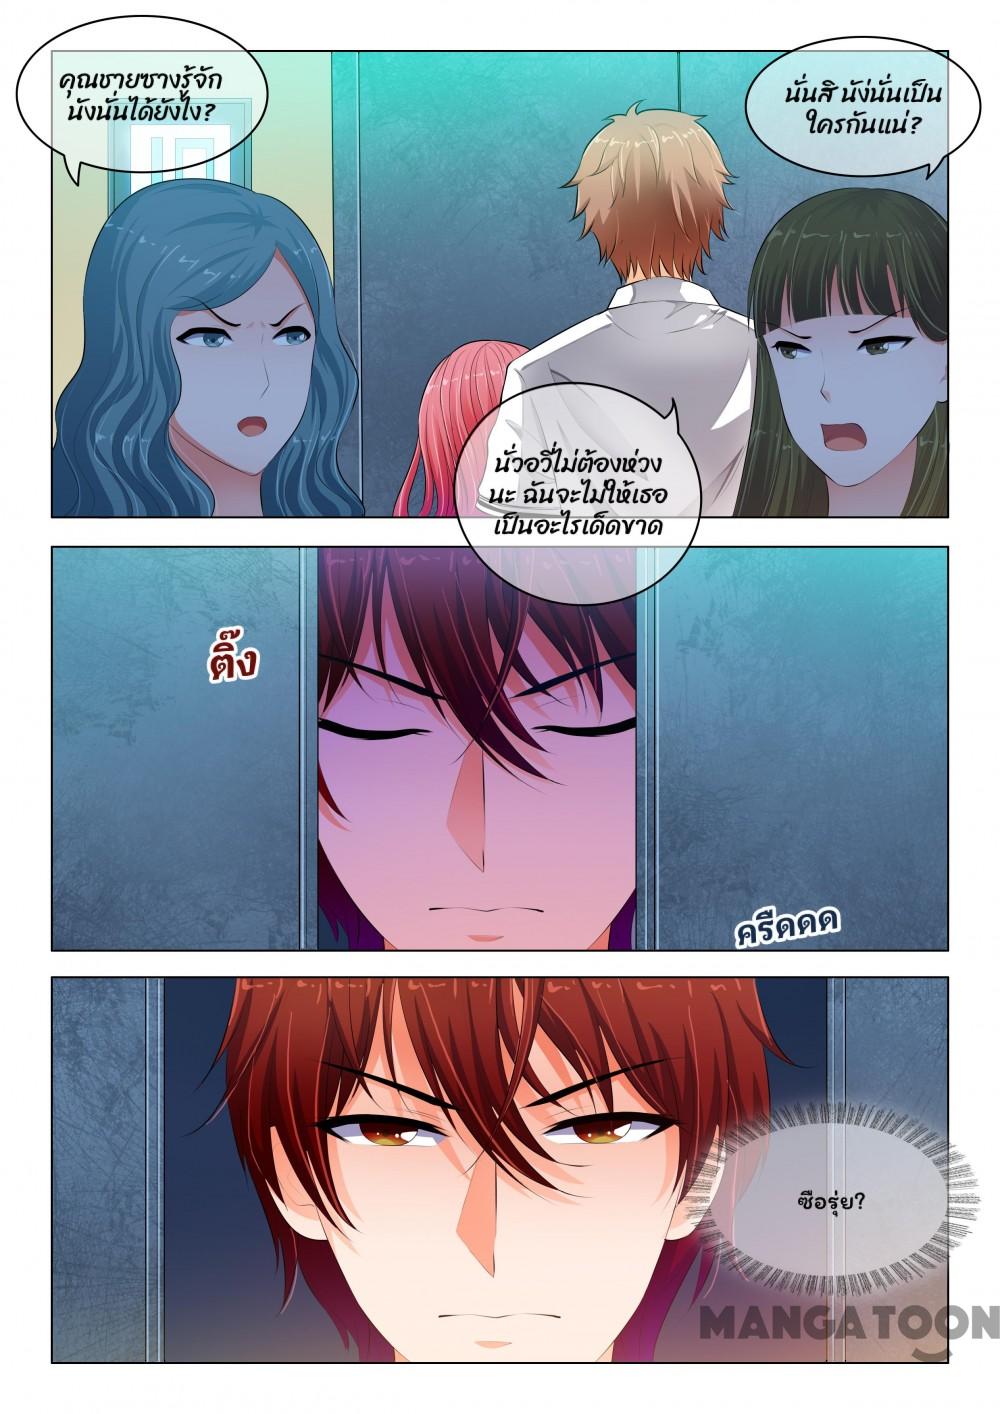 คุณชายซางรู้จัก
นังนั่นได้ยังไง?
นั่นสิ นังนั่นเป็น
ใครกันแน่?
นั่วอวี่ไม่ต้องห่วง
นะ ฉันจะไม่ให้เธอ
เป็นอะไรเด็ดขาด
ติ๊ง
ครืดดด
ซือรุ่ย?
MANGATOON